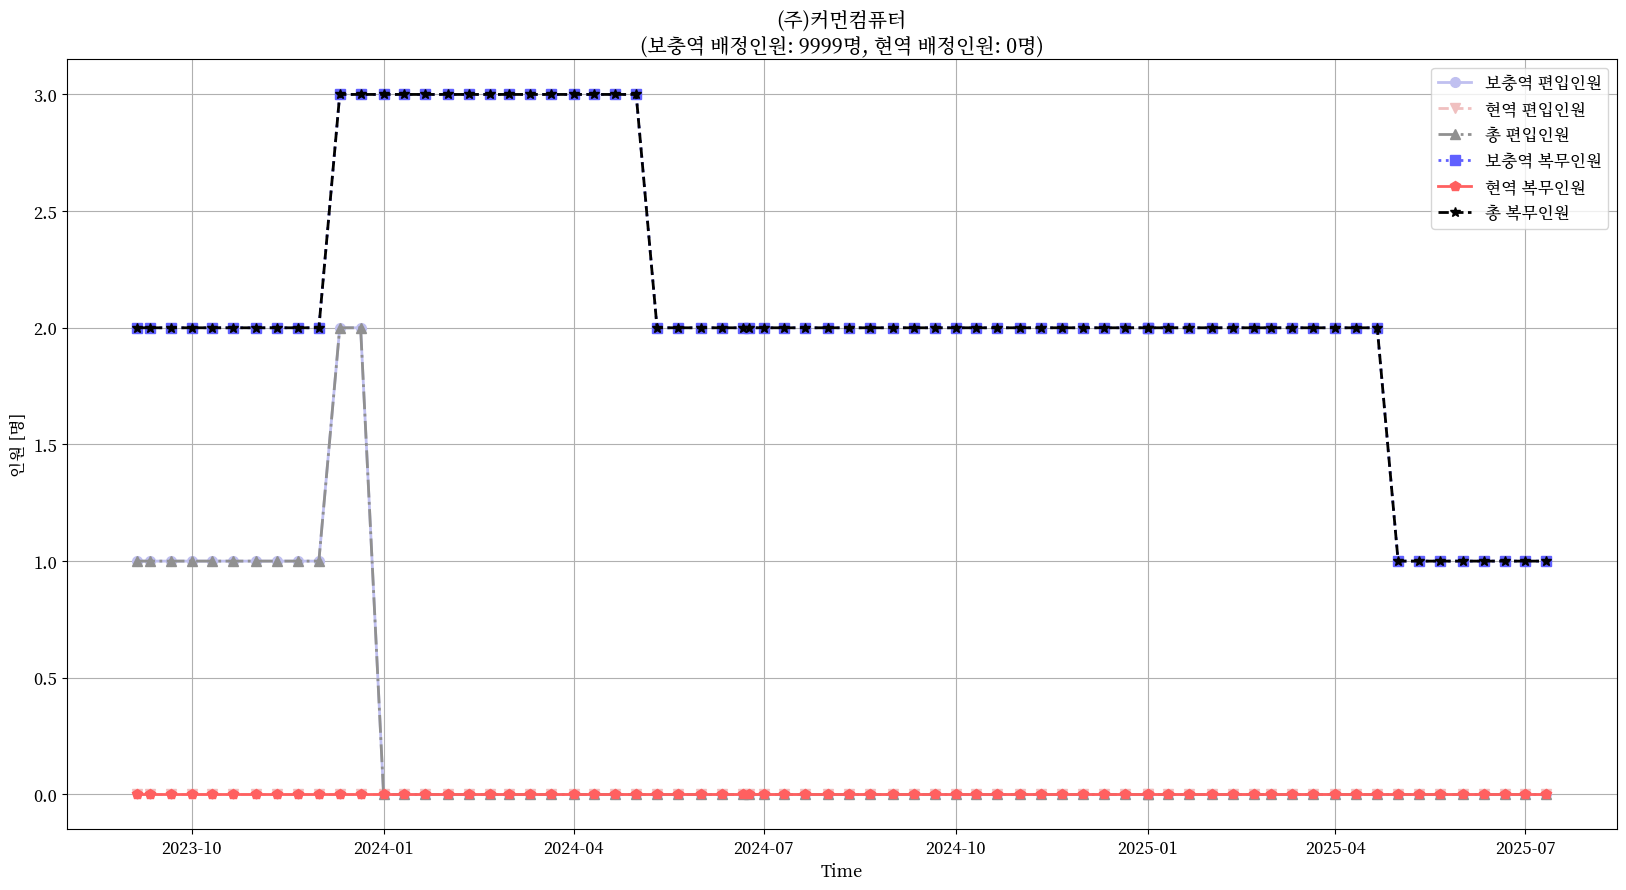 (주)커먼컴퓨터
(보충역 배정인원: 9999명, 현역 배정인원: 0명)
보충역 편입인원
현역 편입인원
총 편입인원
보충역 복무인원
현역 복무인원
총 복무인원
인원 [명]
3.0
2.5
2.0
1.5
1.0
0.5
0.0
2023-10 2024-01 2024-04 2024-07 2024-10 2025-01 2025-04 2025-07
Time